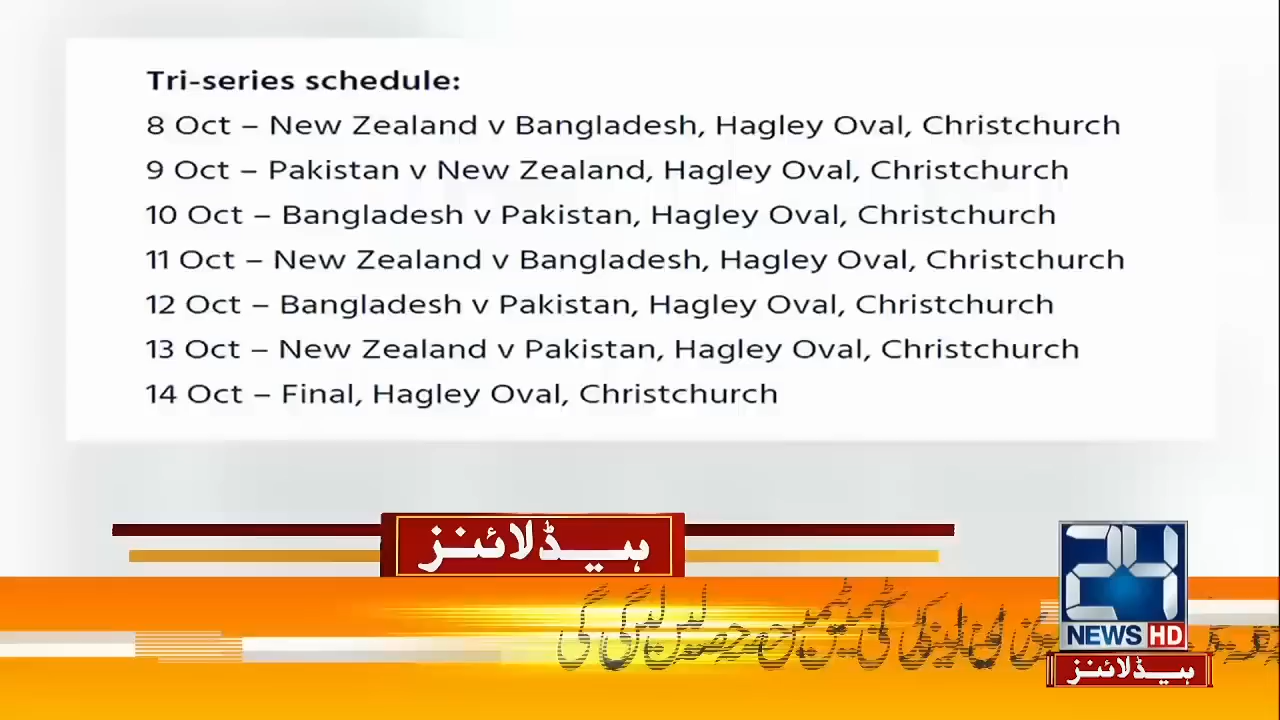 Tri-series schedule:
8 Oct – New Zealand v Bangladesh, Hagley Oval, Christchurch
9 Oct – Pakistan v New Zealand, Hagley Oval, Christchurch
10 Oct – Bangladesh v Pakistan, Hagley Oval, Christchurch
11 Oct – New Zealand v Bangladesh, Hagley Oval, Christchurch
12 Oct – Bangladesh v Pakistan, Hagley Oval, Christchurch
13 Oct – New Zealand v Pakistan, Hagley Oval, Christchurch
14 Oct – Final, Hagley Oval, Christchurch
ہیڈلائنز
24
NEWS HD
ہیڈلائنز